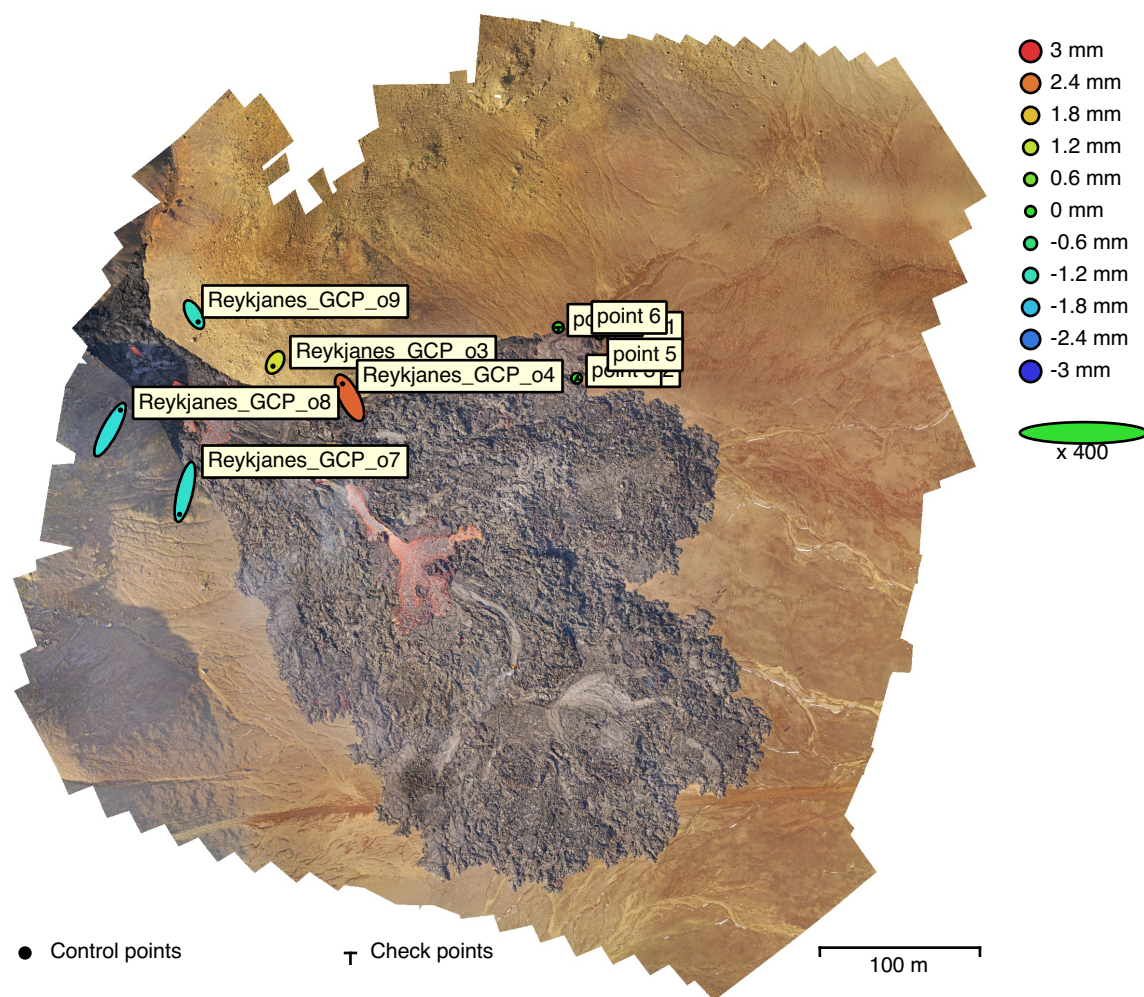 3 mm
2.4 mm
1.8 mm
1.2 mm
0.6 mm
0 mm
-0.6 mm
-1.2 mm
-1.8 mm
-2.4 mm
-3 mm
x 400
Reykjanes_GCP_o9
point 6
1
Reykjanes_GCP_o3
point 5
Reykjanes_GCP_o4
2
Reykjanes_GCP_o8
Reykjanes_GCP_o7
Control points
Check points
100 m